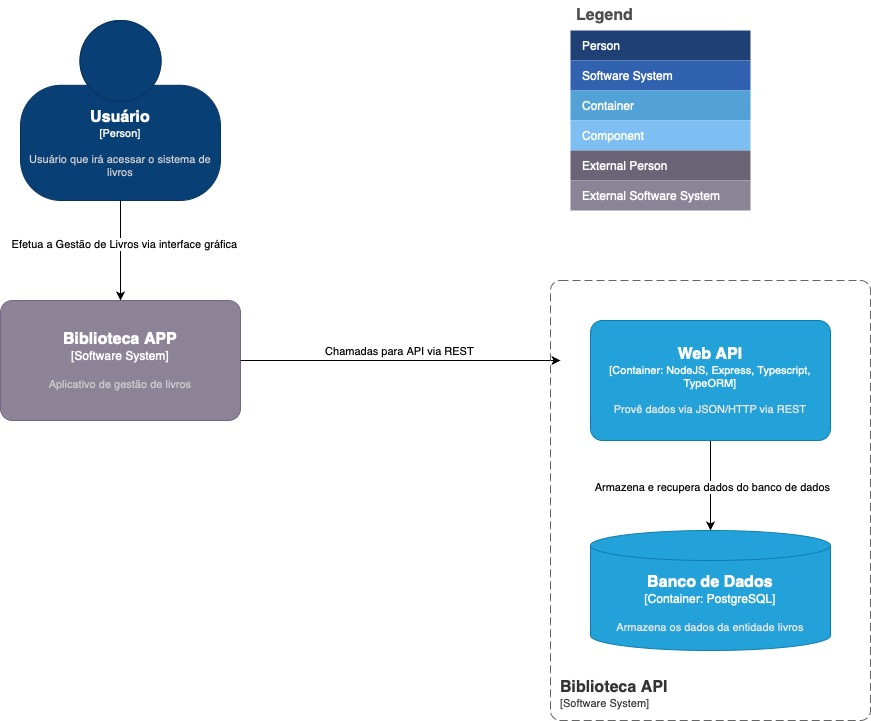 Legend
Person
Software System
Container
Component
External Person
External Software System
Usuário
[Person]
Usuário que irá acessar o sistema de
livros
Efetua a Gestão de Livros via interface gráfica
Biblioteca APP
[Software System]
Aplicativo de gestão de livros
Chamadas para API via REST
Web API
[Container: NodeJS, Express, Typescript,
TypeORM]
Provê dados via JSON/HTTP via REST
Armazena e recupera dados do banco de dados
Banco de Dados
[Container: PostgreSQL]
Armazena os dados da entidade livros
Biblioteca API
[Software System]